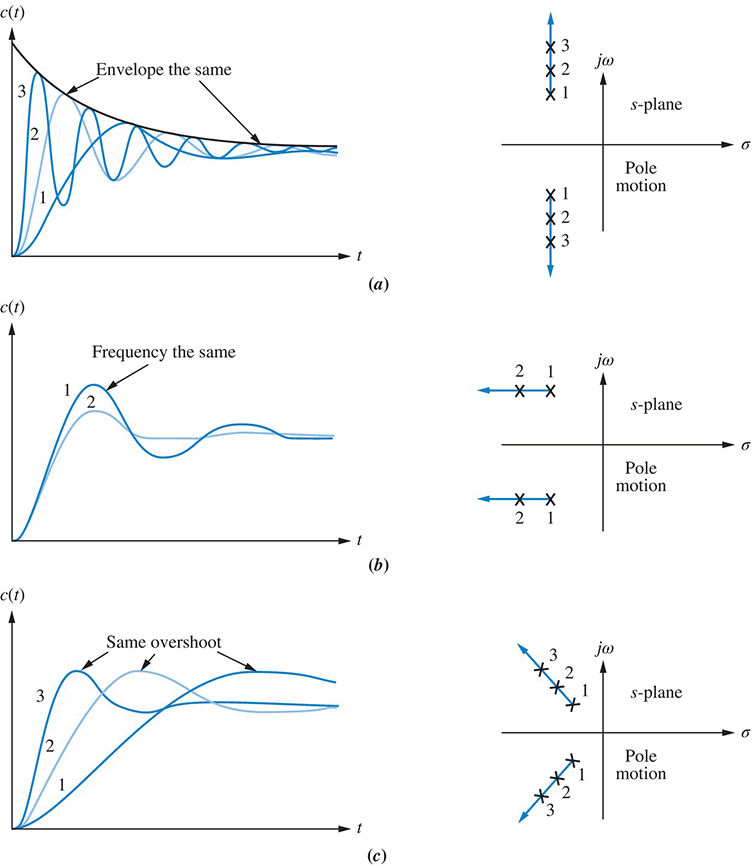 c(t)
Envelope the same
3
2
1
t
3
2
1
jω
s-plane
σ
Pole
motion
1
2
3
(a)
c(t)
Frequency the same
1
2
t
2 1
jω
s-plane
σ
Pole
motion
2 1
(b)
c(t)
Same overshoot
3
2
1
t
3
2
1
jω
s-plane
σ
Pole
motion
1
2
3
(c)